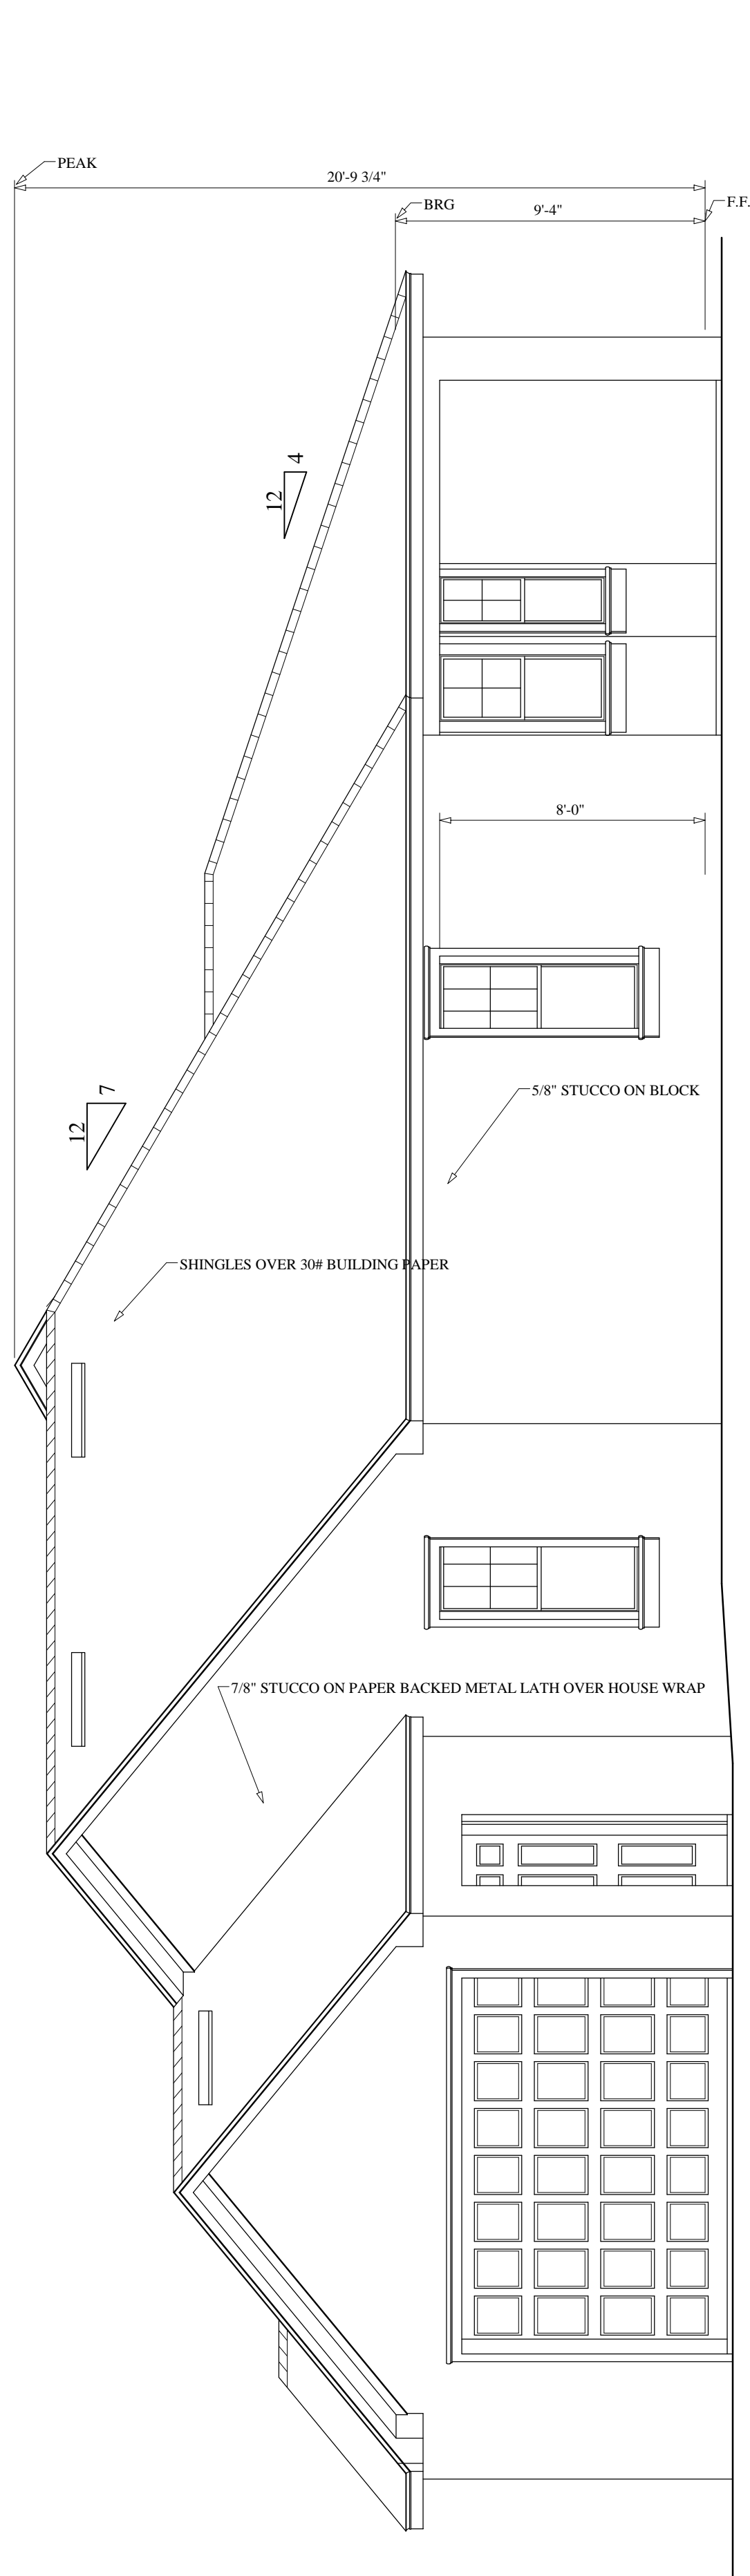 PEAK
20'-9 3/4"
F.F.
BRG
9'-4"
4
12
8'-0"
7
12
5/8" STUCCO ON BLOCK
SHINGLES OVER 30# BUILDING PAPER
7/8" STUCCO ON PAPER BACKED METAL LATH OVER HOUSE WRAP